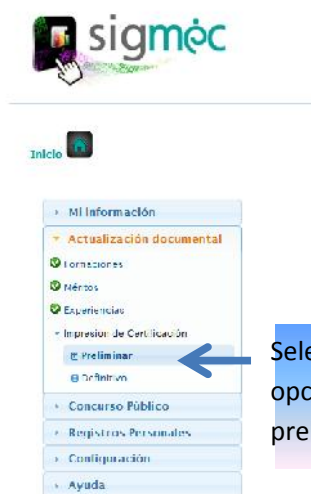 sigmec
Inicio
Mi información
Actualización documental
Formaciones
Méritos
Experiencias
Impresion de Certificación
Preliminar
Definitivo
Sele
opc
pre
Concurso Público
Registros Personales
Configuración
Ayuda